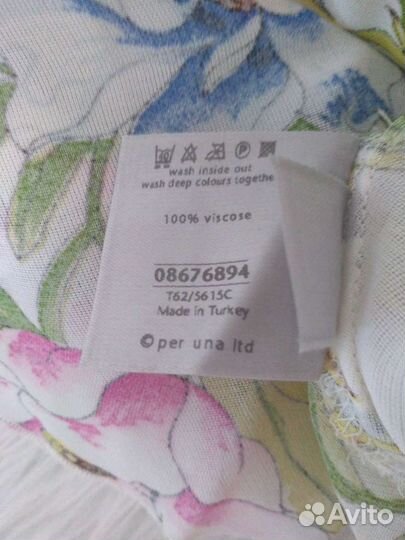 wash inside out
wash deep colours togethe
100% viscose
08676894
T62/5615C
Made in Turkey
© per una ltd
Avito